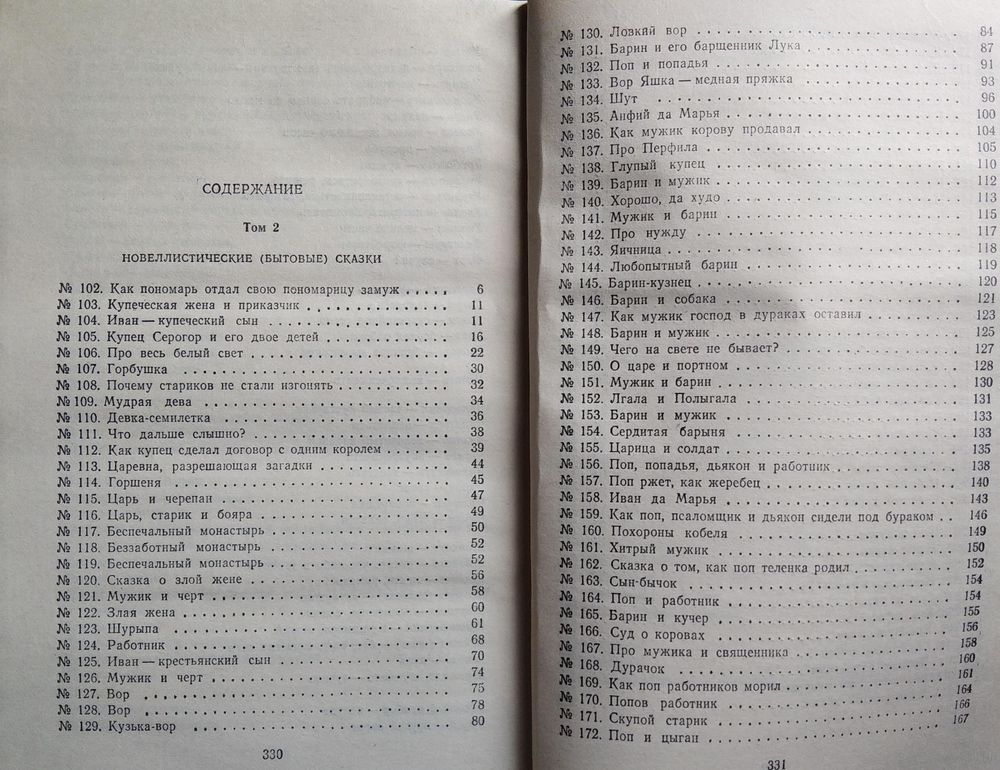 СОДЕРЖАНИЕ
Том 2
НОВЕЛЛИСТИЧЕСКИЕ (БЫТОВЫЕ) СКАЗКИ
№ 102. Как пономарь отдал свою пономарицу замуж ..... 6
№ 103. Купеческая жена и приказчик ..... 11
№ 104. Иван — купеческий сын ..... 11
№ 105. Купец Серогор и его двое детей ..... 16
№ 106. Про весь белый свет ..... 22
№ 107. Горбушка ..... 30
№ 108. Почему стариков не стали изгонять ..... 32
№ 109. Мудрая дева ..... 34
№ 110. Девка-семилетка ..... 36
№ 111. Что дальше слышно? ..... 38
№ 112. Как купец сделал договор с одним королем ..... 39
№ 113. Царевна, разрешающая загадки ..... 44
№ 114. Горшеня ..... 45
№ 115. Царь и черепан ..... 47
№ 116. Царь, старик и бояра ..... 49
№ 117. Беспечальный монастырь ..... 50
№ 118. Беззаботный монастырь ..... 52
№ 119. Беспечальный монастырь ..... 52
№ 120. Сказка о злой жене ..... 56
№ 121. Мужик и черт ..... 58
№ 122. Злая жена ..... 60
№ 123. Шурыпа ..... 61
№ 124. Работник ..... 68
№ 125. Иван — крестьянский сын ..... 70
№ 126. Мужик и черт ..... 74
№ 127. Вор ..... 75
№ 128. Вор ..... 78
№ 129. Кузька-вор ..... 80
330
№ 130. Ловкий вор ..... 84
№ 131. Барин и его барщенник Лука ..... 87
№ 132. Поп и попадья ..... 91
№ 133. Вор Яшка — медная пряжка ..... 93
№ 134. Шут ..... 96
№ 135. Анфий да Марья ..... 100
№ 136. Как мужик корову продавал ..... 104
№ 137. Про Перфила ..... 105
№ 138. Глупый купец ..... 110
№ 139. Барин и мужик ..... 112
№ 140. Хорошо, да худо ..... 113
№ 141. Мужик и барин ..... 115
№ 142. Про нужду ..... 117
№ 143. Яичница ..... 118
№ 144. Любопытный барин ..... 119
№ 145. Барин-кузнец ..... 120
№ 146. Барин и собака ..... 121
№ 147. Как мужик господ в дураках оставил ..... 123
№ 148. Барин и мужик ..... 125
№ 149. Чего на свете не бывает? ..... 127
№ 150. О царе и портном ..... 128
№ 151. Мужик и барин ..... 130
№ 152. Лгала и Полыгала ..... 131
№ 153. Барин и мужик ..... 133
№ 154. Сердитая барыня ..... 133
№ 155. Царица и солдат ..... 135
№ 156. Поп, попадья, дьякон и работник ..... 138
№ 157. Поп ржет, как жеребец ..... 140
№ 158. Иван да Марья ..... 143
№ 159. Как поп, псаломщик и дьякон сидели под бураком .. 146
№ 160. Похороны кобеля ..... 149
№ 161. Хитрый мужик ..... 150
№ 162. Сказка о том, как поп теленка родил ..... 152
№ 163. Сын-бычок ..... 154
№ 164. Поп и работник ..... 154
№ 165. Барин и кучер ..... 155
№ 166. Суд о коровах ..... 156
№ 167. Про мужика и священника ..... 158
№ 168. Дурачок ..... 160
№ 169. Как поп работников морил ..... 161
№ 170. Попов работник ..... 164
№ 171. Скупой старик ..... 166
№ 172. Поп и цыган ..... 167
331